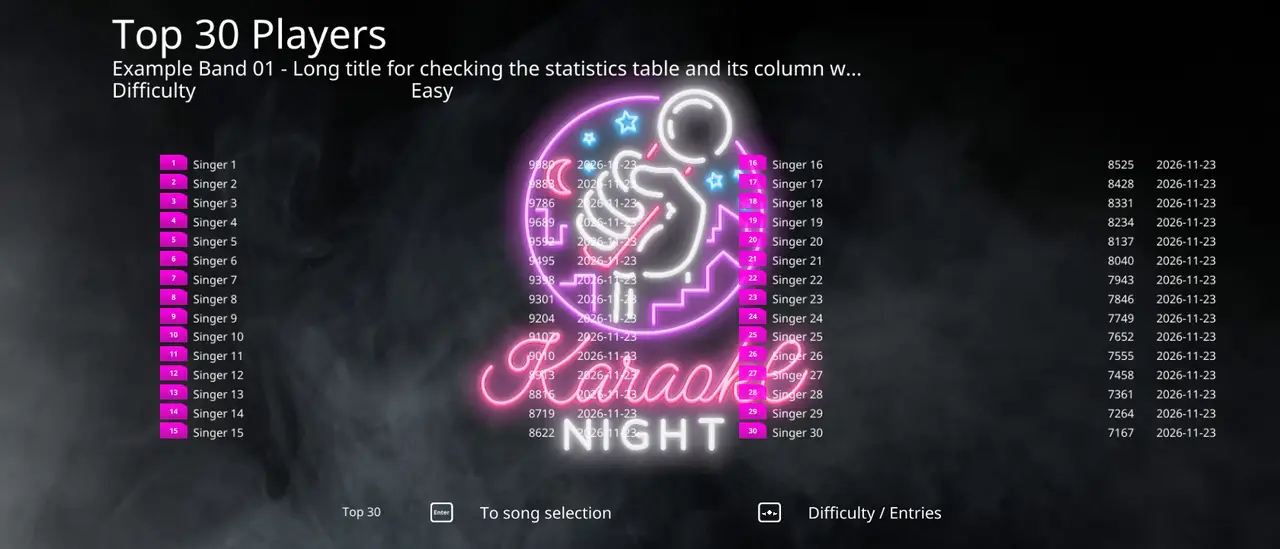 Top 30 Players
Example Band 01 - Long title for checking the statistics table and its column w...
Difficulty Easy
1 Singer 1 9980 2026-11-23
2 Singer 2 9883 2026-11-23
3 Singer 3 9786 2026-11-23
4 Singer 4 9689 2026-11-23
5 Singer 5 9592 2026-11-23
6 Singer 6 9495 2026-11-23
7 Singer 7 9398 2026-11-23
8 Singer 8 9301 2026-11-23
9 Singer 9 9204 2026-11-23
10 Singer 10 9107 2026-11-23
11 Singer 11 9010 2026-11-23
12 Singer 12 8913 2026-11-23
13 Singer 13 8816 2026-11-23
14 Singer 14 8719 2026-11-23
15 Singer 15 8622 2026-11-23
16 Singer 16 8525 2026-11-23
17 Singer 17 8428 2026-11-23
18 Singer 18 8331 2026-11-23
19 Singer 19 8234 2026-11-23
20 Singer 20 8137 2026-11-23
21 Singer 21 8040 2026-11-23
22 Singer 22 7943 2026-11-23
23 Singer 23 7846 2026-11-23
24 Singer 24 7749 2026-11-23
25 Singer 25 7652 2026-11-23
26 Singer 26 7555 2026-11-23
27 Singer 27 7458 2026-11-23
28 Singer 28 7361 2026-11-23
29 Singer 29 7264 2026-11-23
30 Singer 30 7167 2026-11-23
Karaoke
NIGHT
Top 30 Enter To song selection Difficulty / Entries